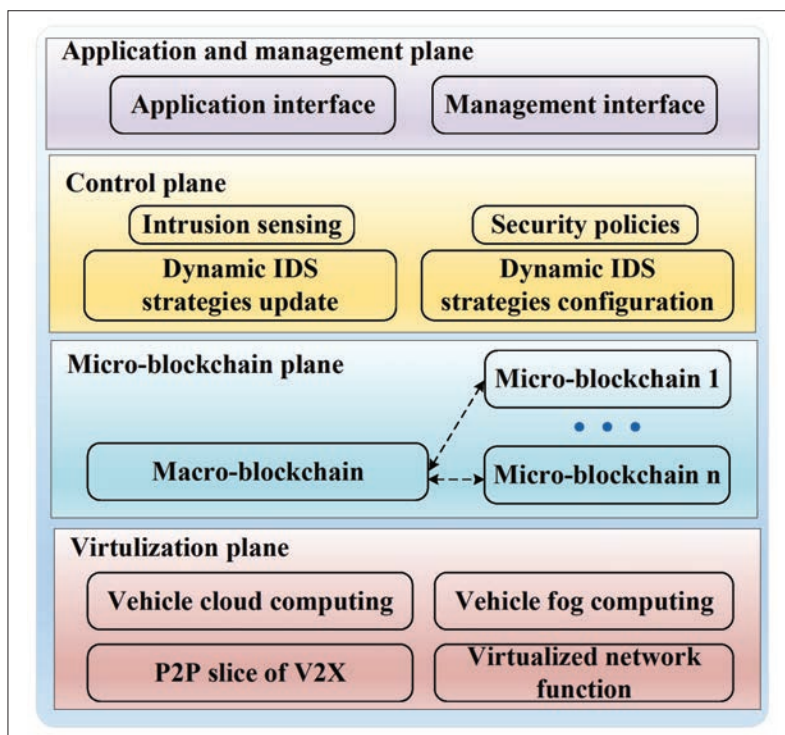 Application and management plane
Application interface
Management interface
Control plane
Intrusion sensing
Security policies
Dynamic IDS
strategies update
Dynamic IDS
strategies configuration
Micro-blockchain plane
Micro-blockchain 1
Macro-blockchain
Micro-blockchain n
Virtulization plane
Vehicle cloud computing
Vehicle fog computing
P2P slice of V2X
Virtualized network
function